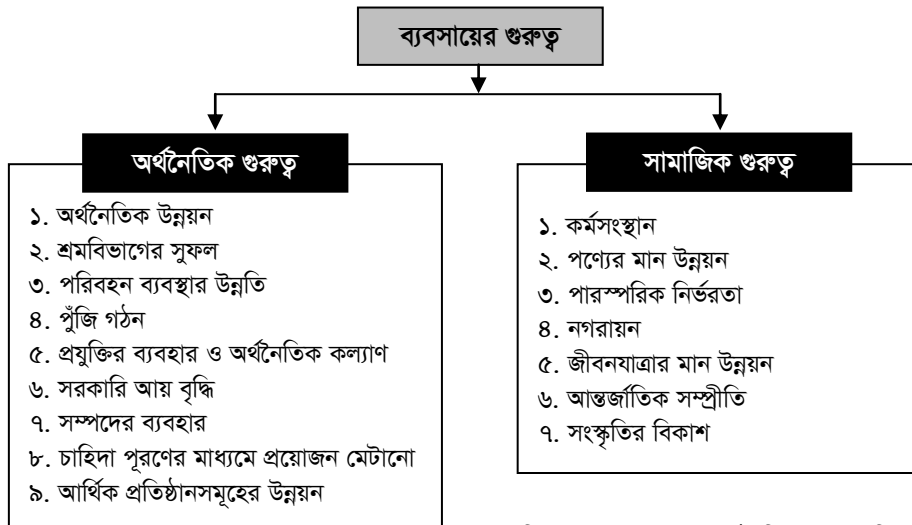 ব্যবসায়ের গুরুত্ব
অর্থনৈতিক গুরুত্ব
১. অর্থনৈতিক উন্নয়ন
২. শ্রমবিভাগের সুফল
৩. পরিবহন ব্যবস্থার উন্নতি
৪. পুঁজি গঠন
৫. প্রযুক্তির ব্যবহার ও অর্থনৈতিক কল্যাণ
৬. সরকারি আয় বৃদ্ধি
৭. সম্পদের ব্যবহার
৮. চাহিদা পূরণের মাধ্যমে প্রয়োজন মেটানো
৯. আর্থিক প্রতিষ্ঠানসমূহের উন্নয়ন
সামাজিক গুরুত্ব
১. কর্মসংস্থান
২. পণ্যের মান উন্নয়ন
৩. পারস্পরিক নির্ভরতা
৪. নগরায়ন
৫. জীবনযাত্রার মান উন্নয়ন
৬. আন্তর্জাতিক সম্প্রীতি
৭. সংস্কৃতির বিকাশ